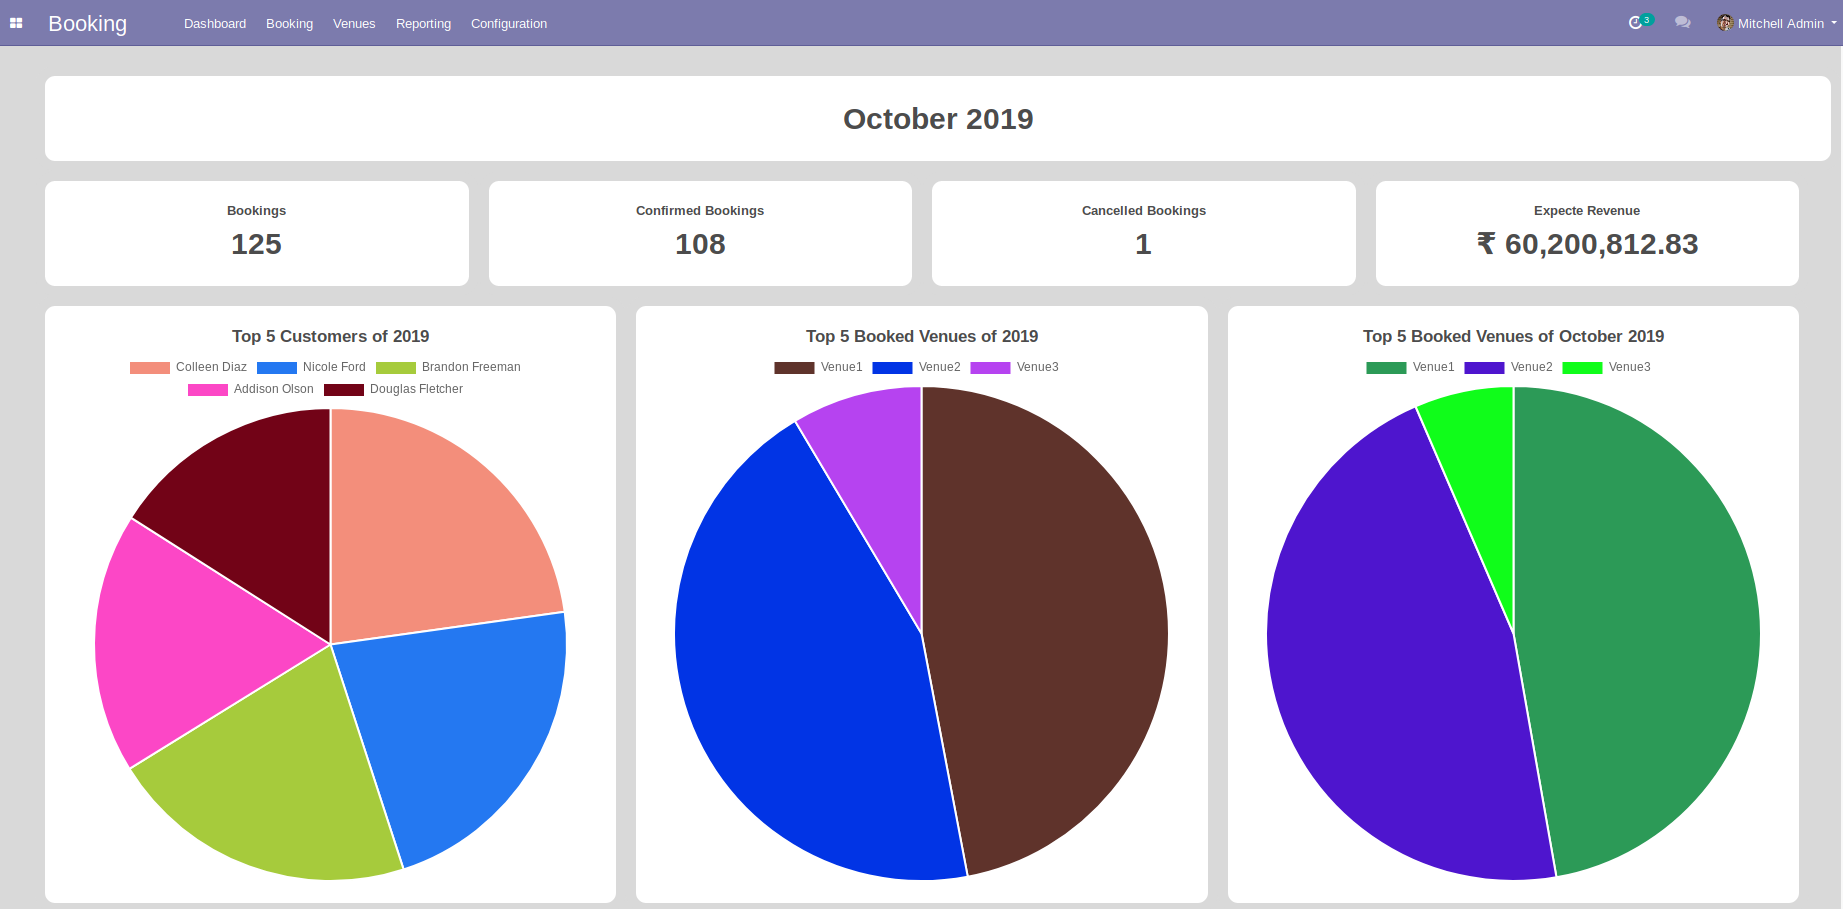 Booking Dashboard Booking Venues Reporting Configuration 3 Mitchell Admin
October 2019
Bookings
125
Confirmed Bookings
108
Cancelled Bookings
1
Expecte Revenue
₹ 60,200,812.83
Top 5 Customers of 2019
Colleen Diaz Nicole Ford Brandon Freeman
Addison Olson Douglas Fletcher
Top 5 Booked Venues of 2019
Venue1 Venue2 Venue3
Top 5 Booked Venues of October 2019
Venue1 Venue2 Venue3